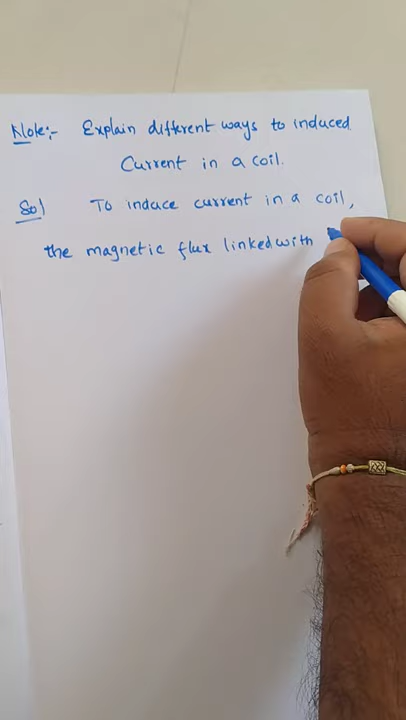 Note:- Explain different ways to induced
Current in a coil.
Sol To induce current in a coil,
the magnetic flux linked with